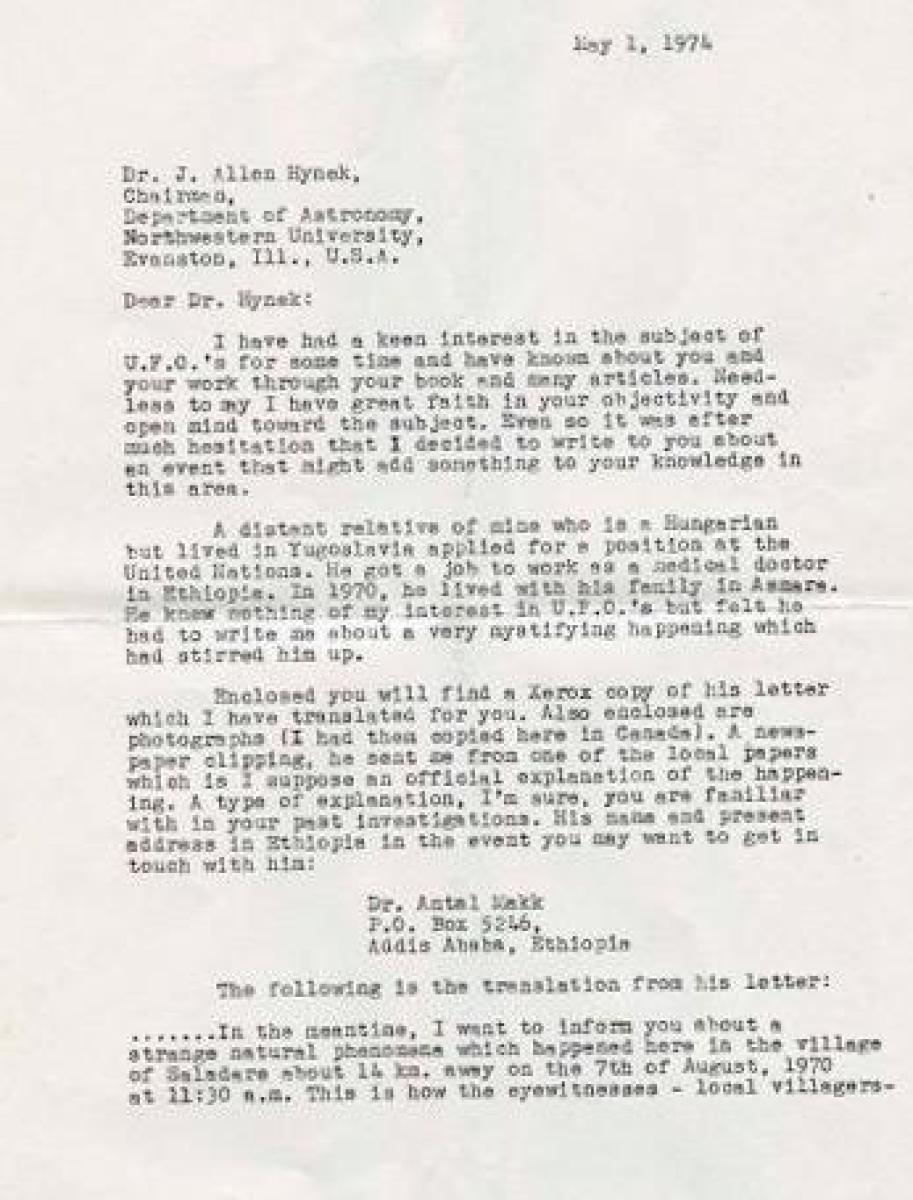 May 1, 1974
Dr. J. Allen Hynek,
Chairman,
Department of Astronomy,
Northwestern University,
Evanston, Ill., U.S.A.
Dear Dr. Hynek:
I have had a keen interest in the subject of
U.F.O.'s for some time and have known about you and
your work through your book and many articles. Need-
less to my I have great faith in your objectivity and
open mind toward the subject. Even so it was after
much hesitation that I decided to write to you about
an event that might add something to your knowledge in
this area.
A distant relative of mine who is a Hungarian
but lived in Yugoslavia applied for a position at the
United Nations. He got a job to work as a medical doctor
in Ethiopia. In 1970, he lived with his family in Asmara.
He knew nothing of my interest in U.F.O.'s but felt he
had to write me about a very mystifying happening which
had stirred him up.
Enclosed you will find a Xerox copy of his letter
which I have translated for you. Also enclosed are
photographs (I had them copied here in Canada). A news-
paper clipping, he sent me from one of the local papers
which is I suppose an official explanation of the happen-
ing. A type of explanation, I'm sure, you are familiar
with in your past investigations. His name and present
address in Ethiopia in the event you may want to get in
touch with him:
Dr. Antal Makk
P.O. Box 5246,
Addis Ababa, Ethiopia
The following is the translation from his letter:
.......In the meantime, I want to inform you about a
strange natural phenomena which happened here in the village
of Saladare about 14 km. away on the 7th of August, 1970
at 11:30 a.m. This is how the eyewitnesses - local villagers-